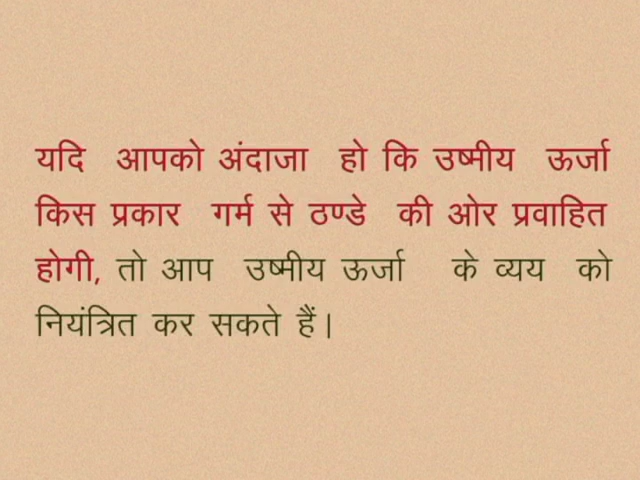 यदि आपको अंदाजा हो कि उष्मीय ऊर्जा
किस प्रकार गर्म से ठण्डे की ओर प्रवाहित
होगी, तो आप उष्मीय ऊर्जा के व्यय को
नियंत्रित कर सकते हैं।